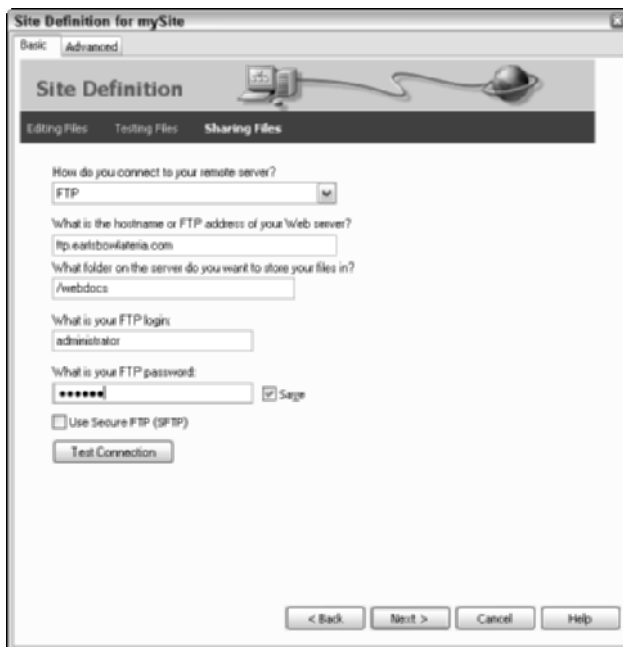 Site Definition for mySite
Basic Advanced
Site Definition
Editing Files Testing Files Sharing Files
How do you connect to your remote server?
FTP
What is the hostname or FTP address of your Web server?
ftp.earlsbowlateria.com
What folder on the server do you want to store your files in?
/webdocs
What is your FTP login:
administrator
What is your FTP password:
••••••
Save
Use Secure FTP (SFTP)
Test Connection
< Back Next > Cancel Help